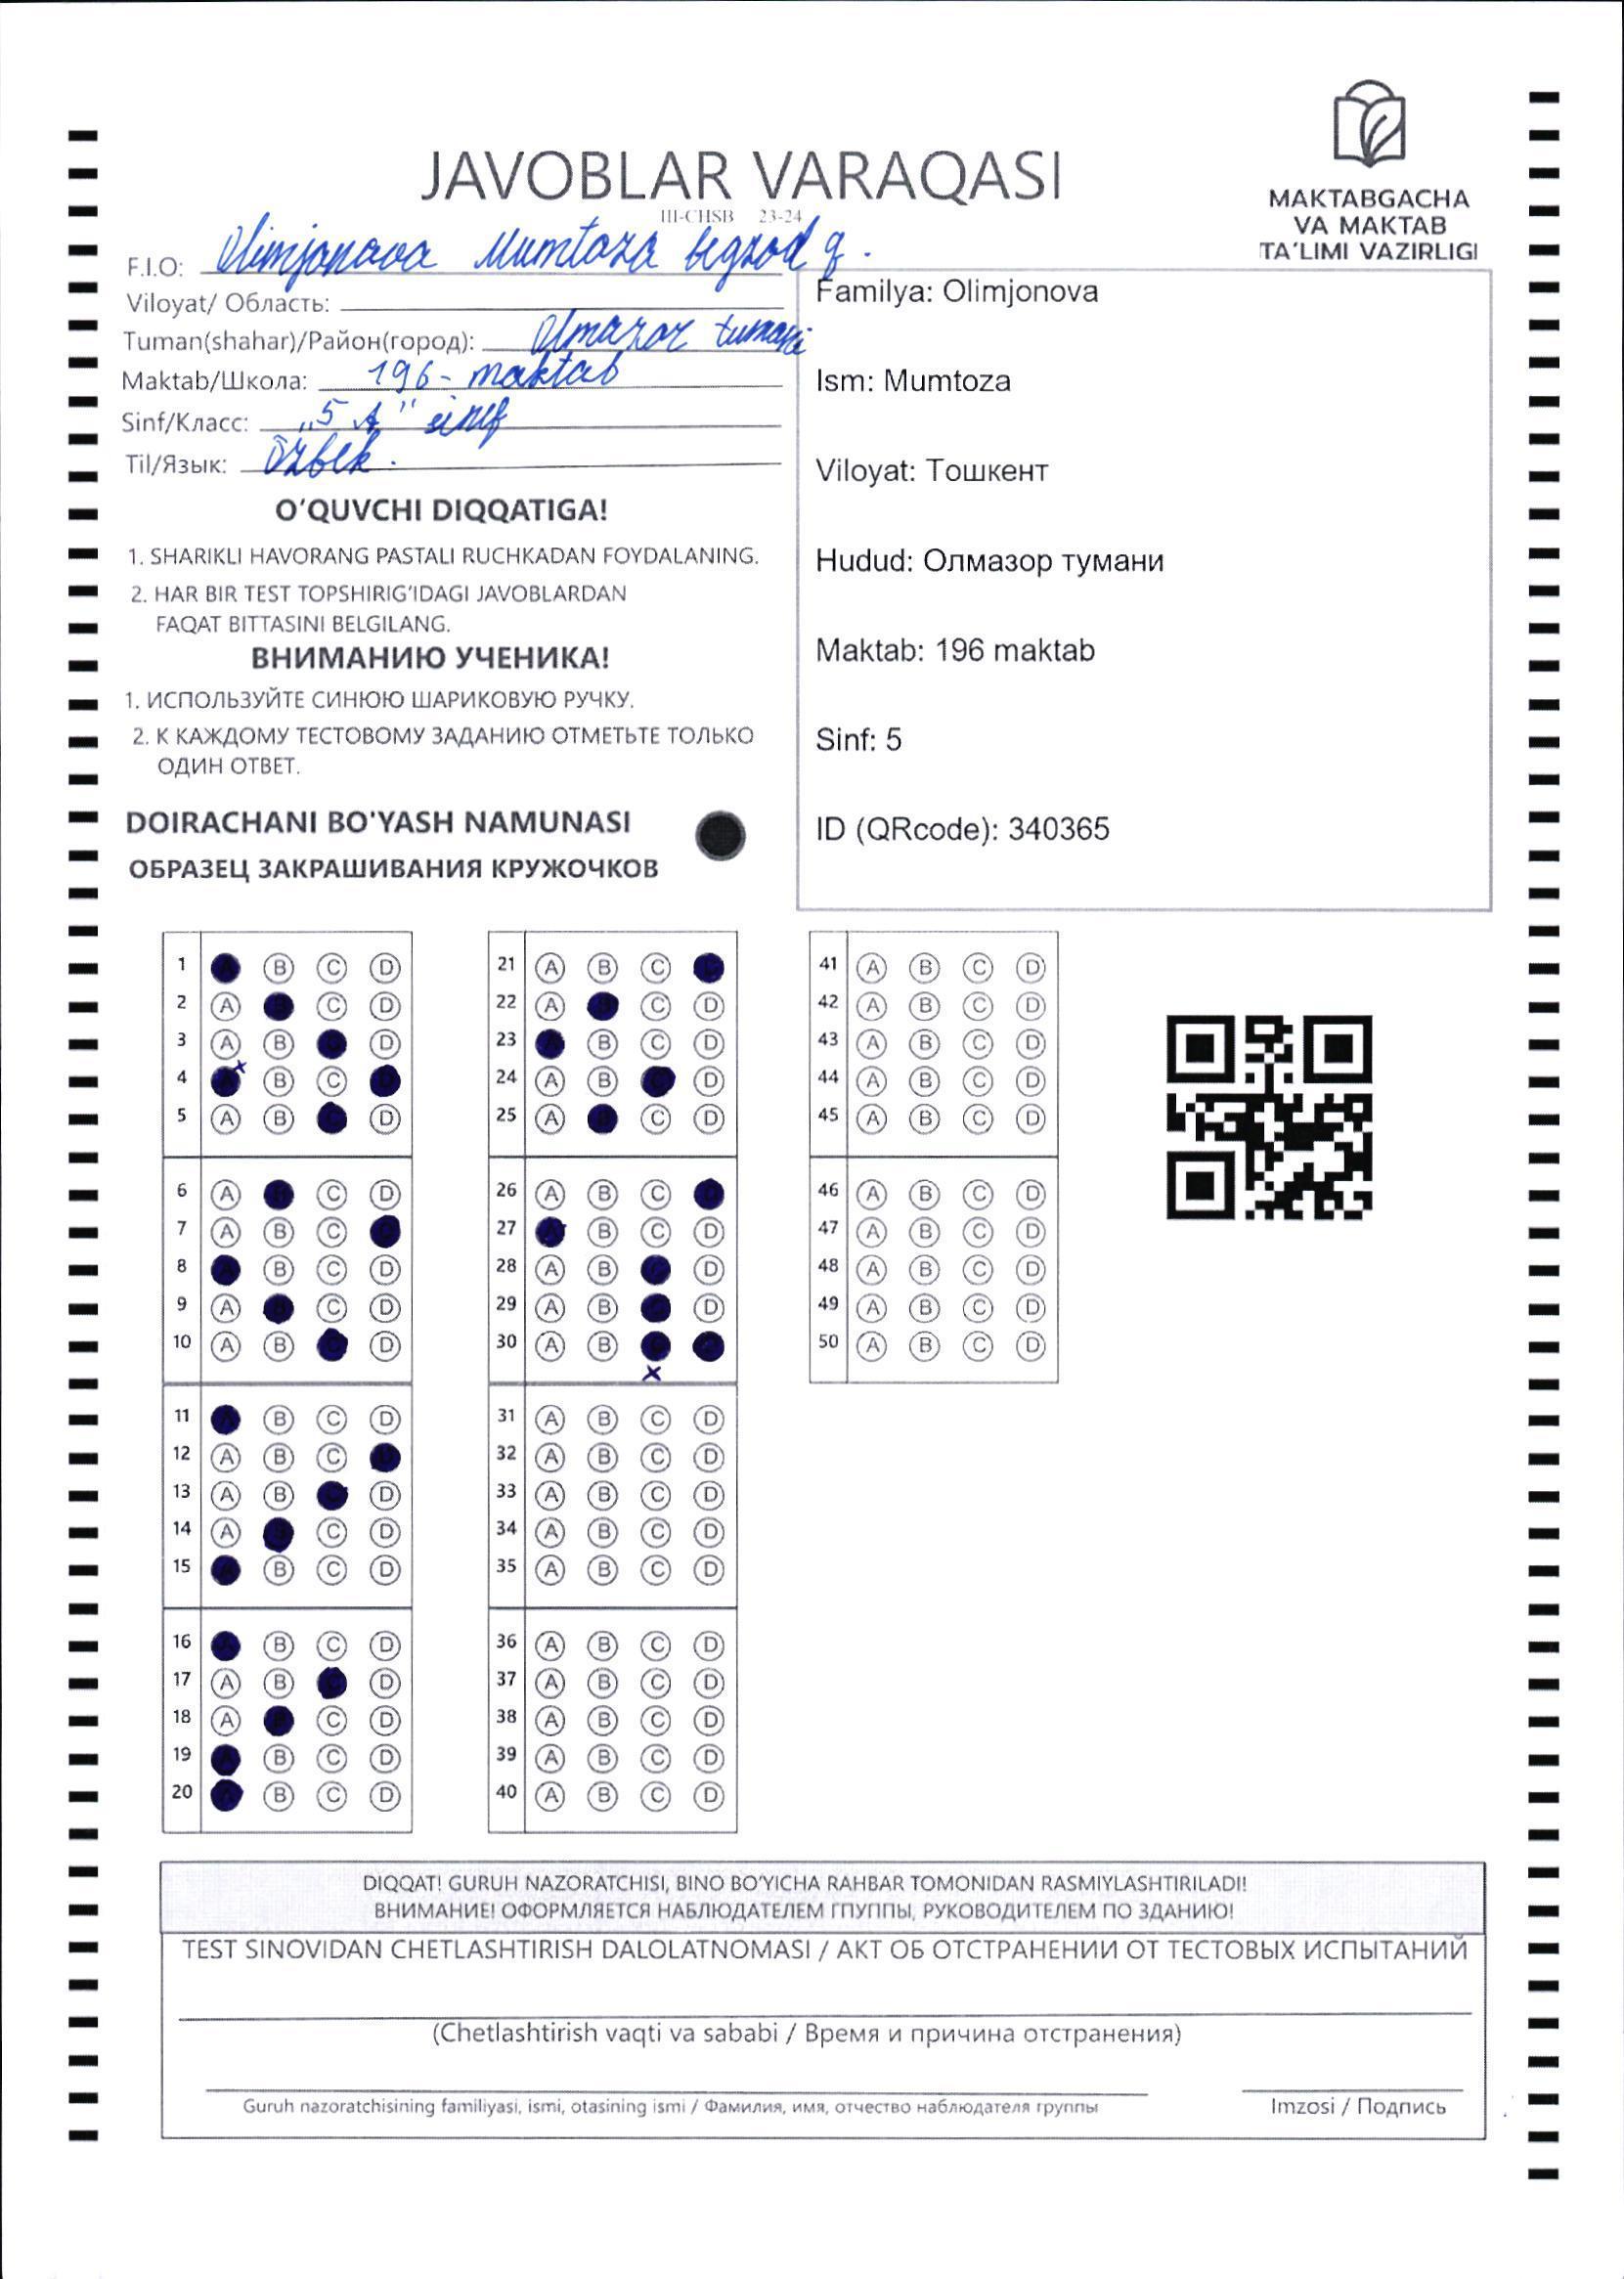 JAVOBLAR VARAQASI
III-CHSB 23-24
MAKTABGACHA
VA MAKTAB
TA'LIMI VAZIRLIGI
F.I.O: Olimjonova Mumtoza begzod q.
Viloyat/ Область:
Tuman(shahar)/Район(город): Olmazor tumani
Maktab/Школа: 196- maktab
Sinf/Класс: „5 A" sinf
Til/Язык: Õzbek.
O'QUVCHI DIQQATIGA!
1. SHARIKLI HAVORANG PASTALI RUCHKADAN FOYDALANING.
2. HAR BIR TEST TOPSHIRIG'IDAGI JAVOBLARDAN
FAQAT BITTASINI BELGILANG.
ВНИМАНИЮ УЧЕНИКА!
1. ИСПОЛЬЗУЙТЕ СИНЮЮ ШАРИКОВУЮ РУЧКУ.
2. К КАЖДОМУ ТЕСТОВОМУ ЗАДАНИЮ ОТМЕТЬТЕ ТОЛЬКО
ОДИН ОТВЕТ.
DOIRACHANI BO'YASH NAMUNASI
ОБРАЗЕЦ ЗАКРАШИВАНИЯ КРУЖОЧКОВ
Familya: Olimjonova
Ism: Mumtoza
Viloyat: Тошкент
Hudud: Олмазор тумани
Maktab: 196 maktab
Sinf: 5
ID (QRcode): 340365
1 A B C D
2 A B C D
3 A B C D
4 A B C D
5 A B C D
6 A B C D
7 A B C D
8 A B C D
9 A B C D
10 A B C D
11 A B C D
12 A B C D
13 A B C D
14 A B C D
15 A B C D
16 A B C D
17 A B C D
18 A B C D
19 A B C D
20 A B C D
21 A B C D
22 A B C D
23 A B C D
24 A B C D
25 A B C D
26 A B C D
27 A B C D
28 A B C D
29 A B C D
30 A B C D
31 A B C D
32 A B C D
33 A B C D
34 A B C D
35 A B C D
36 A B C D
37 A B C D
38 A B C D
39 A B C D
40 A B C D
41 A B C D
42 A B C D
43 A B C D
44 A B C D
45 A B C D
46 A B C D
47 A B C D
48 A B C D
49 A B C D
50 A B C D
DIQQAT! GURUH NAZORATCHISI, BINO BO'YICHA RAHBAR TOMONIDAN RASMIYLASHTIRILADI!
ВНИМАНИЕ! ОФОРМЛЯЕТСЯ НАБЛЮДАТЕЛЕМ ГПУППЫ, РУКОВОДИТЕЛЕМ ПО ЗДАНИЮ!
TEST SINOVIDAN CHETLASHTIRISH DALOLATNOMASI / АКТ ОБ ОТСТРАНЕНИИ ОТ ТЕСТОВЫХ ИСПЫТАНИЙ
(Chetlashtirish vaqti va sababi / Время и причина отстранения)
Guruh nazoratchisining familiyasi, ismi, otasining ismi / Фамилия, имя, отчество наблюдателя группы
Imzosi / Подпись